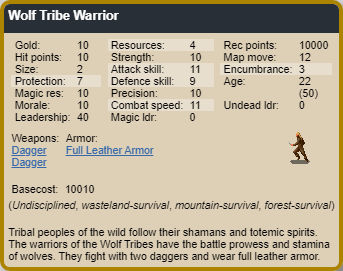 Wolf Tribe Warrior
Gold: 10 Resources: 4 Rec points: 10000
Hit points: 10 Strength: 10 Map move: 12
Size: 2 Attack skill: 11 Encumbrance: 3
Protection: 7 Defence skill: 9 Age: 22
Magic res: 10 Precision: 10 (50)
Morale: 10 Combat speed: 11 Undead ldr: 0
Leadership: 40 Magic ldr: 0
Weapons: Armor:
Dagger Full Leather Armor
Dagger
Basecost: 10010
(Undisciplined, wasteland-survival, mountain-survival, forest-survival)
Tribal peoples of the wild follow their shamans and totemic spirits.
The warriors of the Wolf Tribes have the battle prowess and stamina
of wolves. They fight with two daggers and wear full leather armor.